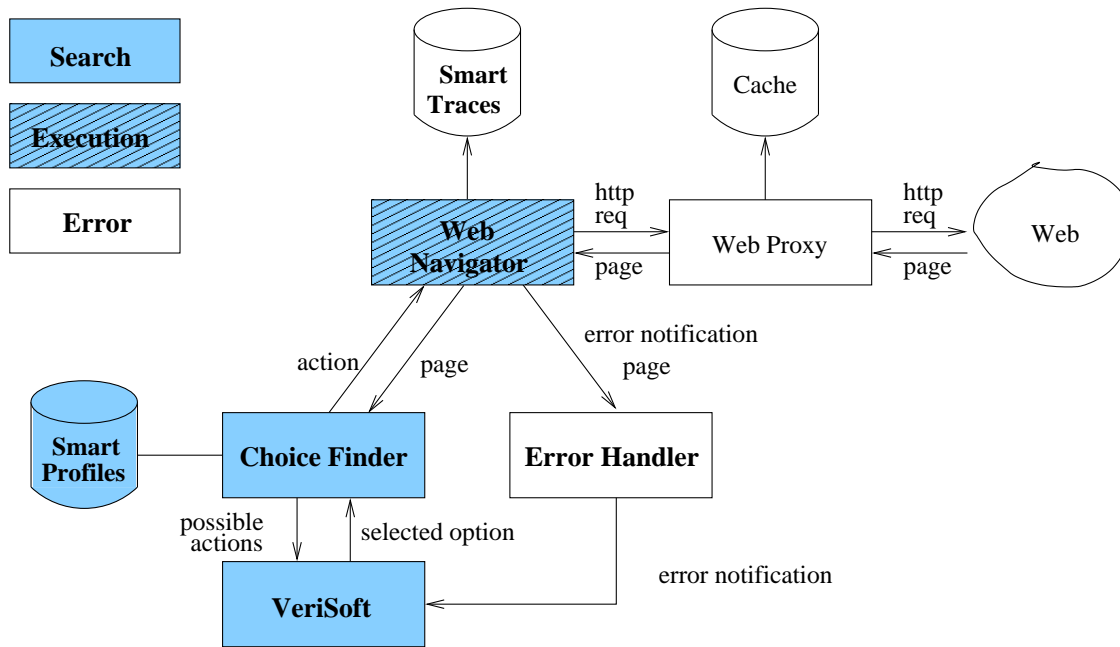 Search
Execution
Error
Smart
Traces
Cache
http
req
page
Web
Navigator
Web Proxy
http
req
page
Web
action
page
error notification
page
Smart
Profiles
Choice Finder
Error Handler
possible
actions
selected option
VeriSoft
error notification